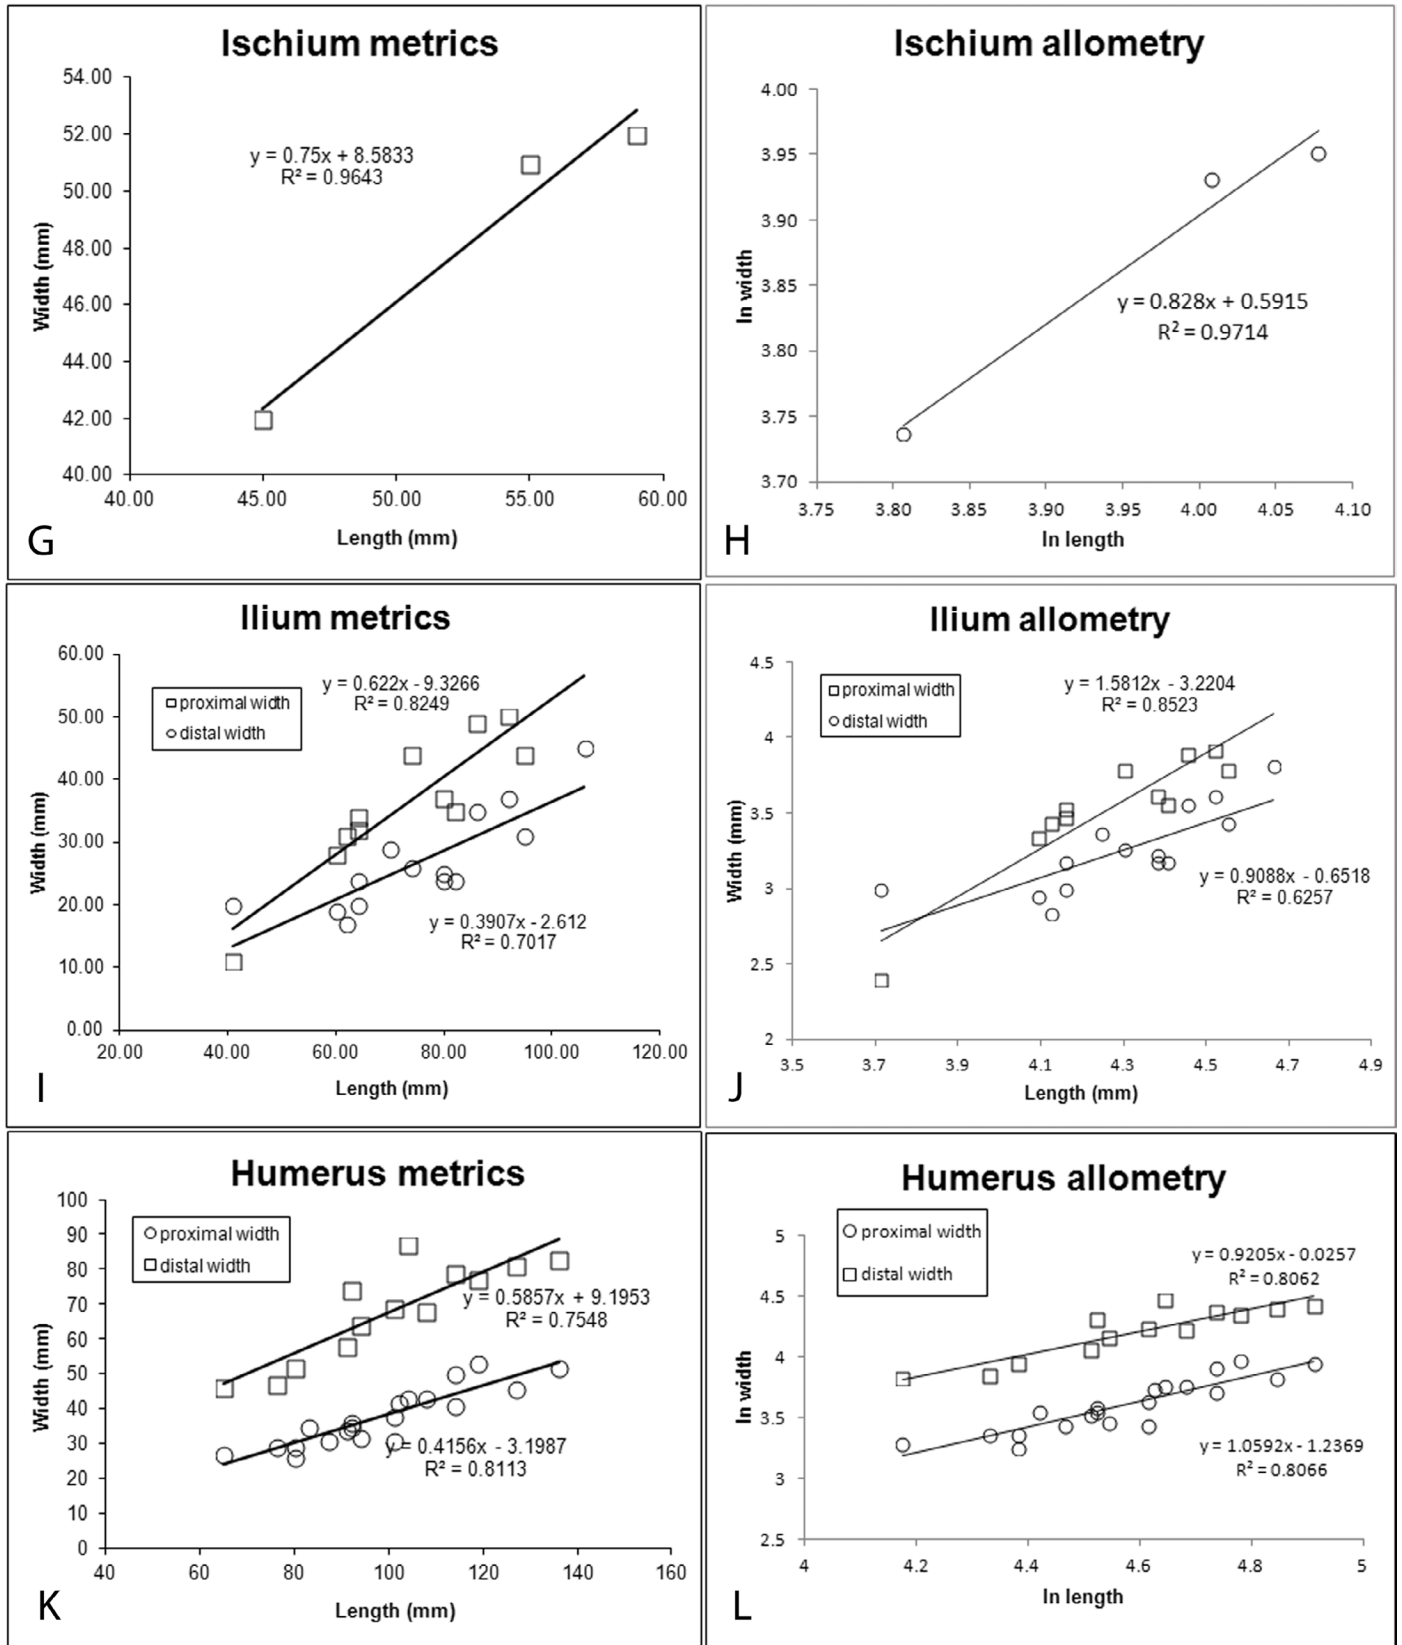 Ischium metrics
54.00
52.00
50.00
48.00
46.00
44.00
42.00
40.00
Width (mm)
y = 0.75x + 8.5833
R² = 0.9643
40.00 45.00 50.00 55.00 60.00
Length (mm)
G
Ischium allometry
4.00
3.95
3.90
3.85
3.80
3.75
3.70
ln width
y = 0.828x + 0.5915
R² = 0.9714
3.75 3.80 3.85 3.90 3.95 4.00 4.05 4.10
ln length
H
Ilium metrics
60.00
50.00
40.00
30.00
20.00
10.00
0.00
Width (mm)
proximal width
distal width
y = 0.622x - 9.3266
R² = 0.8249
y = 0.3907x - 2.612
R² = 0.7017
20.00 40.00 60.00 80.00 100.00 120.00
Length (mm)
I
Ilium allometry
4.5
4
3.5
3
2.5
2
Width (mm)
proximal width
distal width
y = 1.5812x - 3.2204
R² = 0.8523
y = 0.9088x - 0.6518
R² = 0.6257
3.5 3.7 3.9 4.1 4.3 4.5 4.7 4.9
Length (mm)
J
Humerus metrics
100
90
80
70
60
50
40
30
20
10
0
Width (mm)
proximal width
distal width
y = 0.5857x + 9.1953
R² = 0.7548
y = 0.4156x - 3.1987
R² = 0.8113
40 60 80 100 120 140 160
Length (mm)
K
Humerus allometry
5
4.5
4
3.5
3
2.5
ln width
proximal width
distal width
y = 0.9205x - 0.0257
R² = 0.8062
y = 1.0592x - 1.2369
R² = 0.8066
4 4.2 4.4 4.6 4.8 5
ln length
L